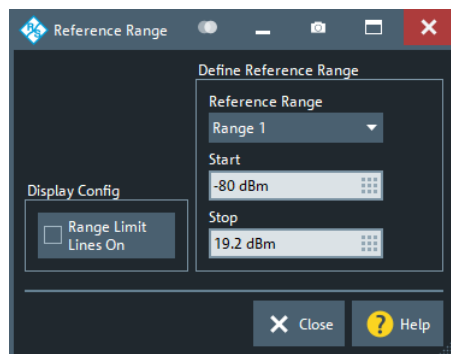 Reference Range
Define Reference Range
Reference Range
Range 1
Start
-80 dBm
Display Config
Range Limit
Lines On
Stop
19.2 dBm
Close
? Help